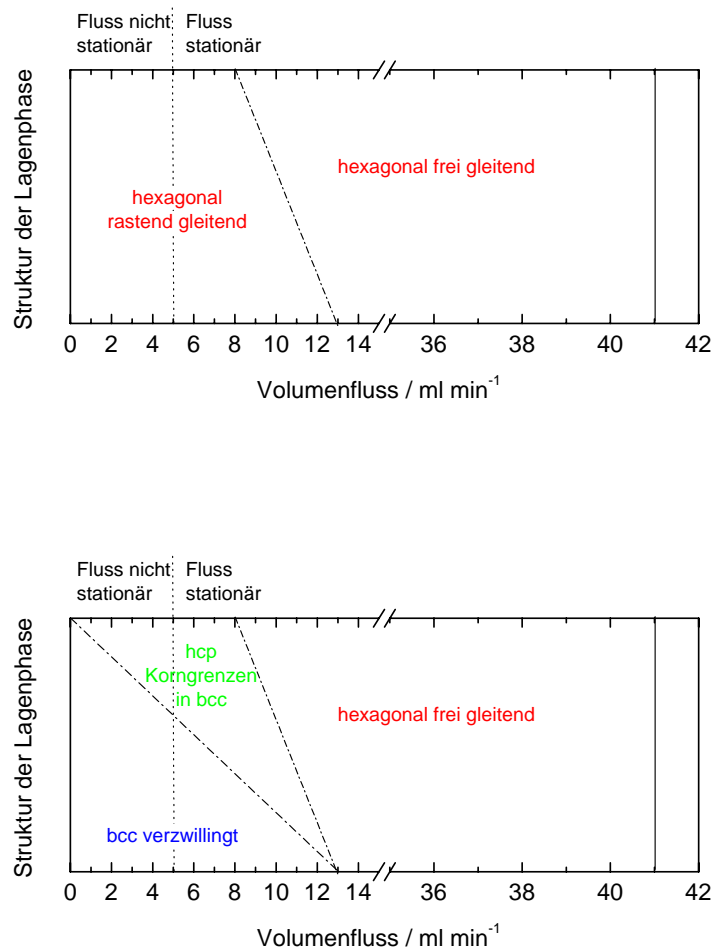 Fluss nicht Fluss
stationär stationär
Struktur der Lagenphase
hexagonal frei gleitend
hexagonal
rastend gleitend
0 2 4 6 8 10 12 14 36 38 40 42
Volumenfluss / ml min⁻¹
Fluss nicht Fluss
stationär stationär
Struktur der Lagenphase
hcp
Korngrenzen
in bcc
hexagonal frei gleitend
bcc verzwillingt
0 2 4 6 8 10 12 14 36 38 40 42
Volumenfluss / ml min⁻¹